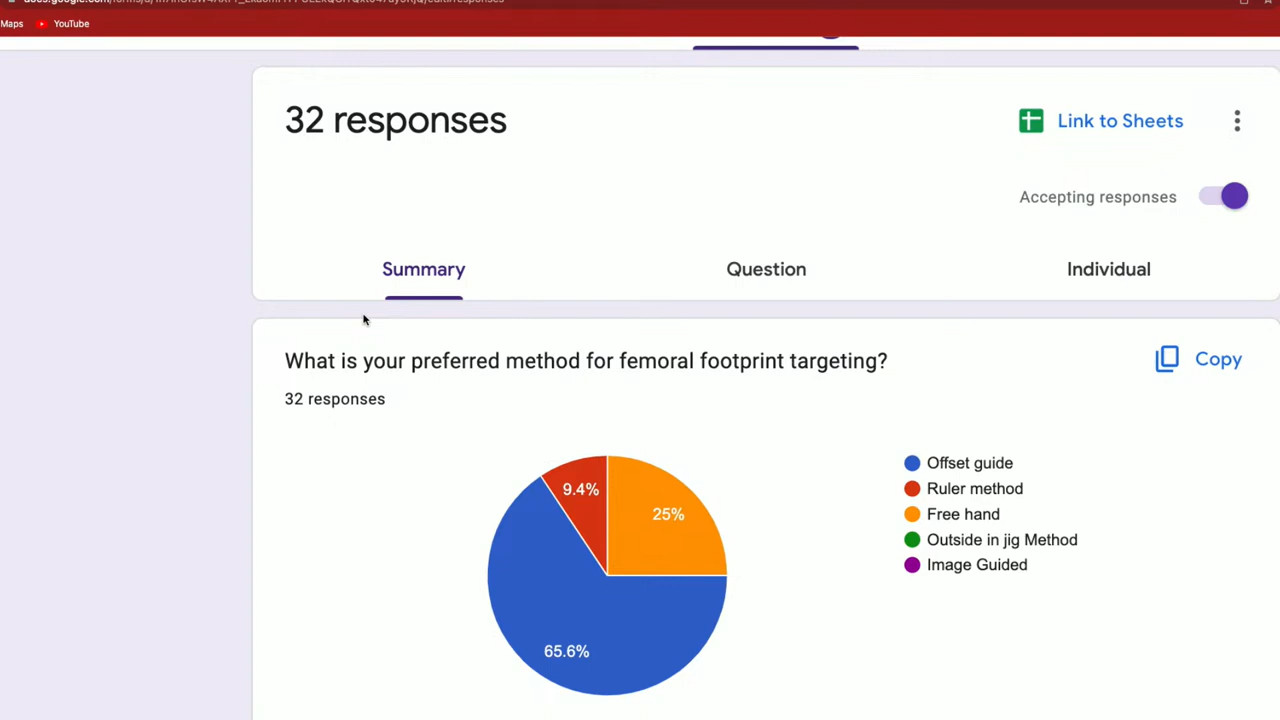 Maps YouTube
32 responses
Link to Sheets
Accepting responses
Summary Question Individual
What is your preferred method for femoral footprint targeting?
Copy
32 responses
9.4%
25%
65.6%
Offset guide
Ruler method
Free hand
Outside in jig Method
Image Guided